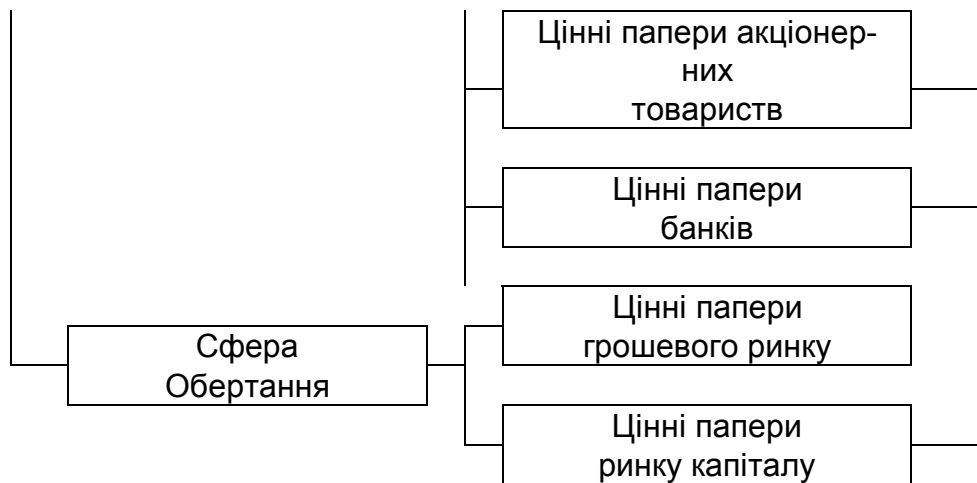 Цінні папери акціонер-
них
товариств
Цінні папери
банків
Цінні папери
грошевого ринку
Сфера
Обертання
Цінні папери
ринку капіталу